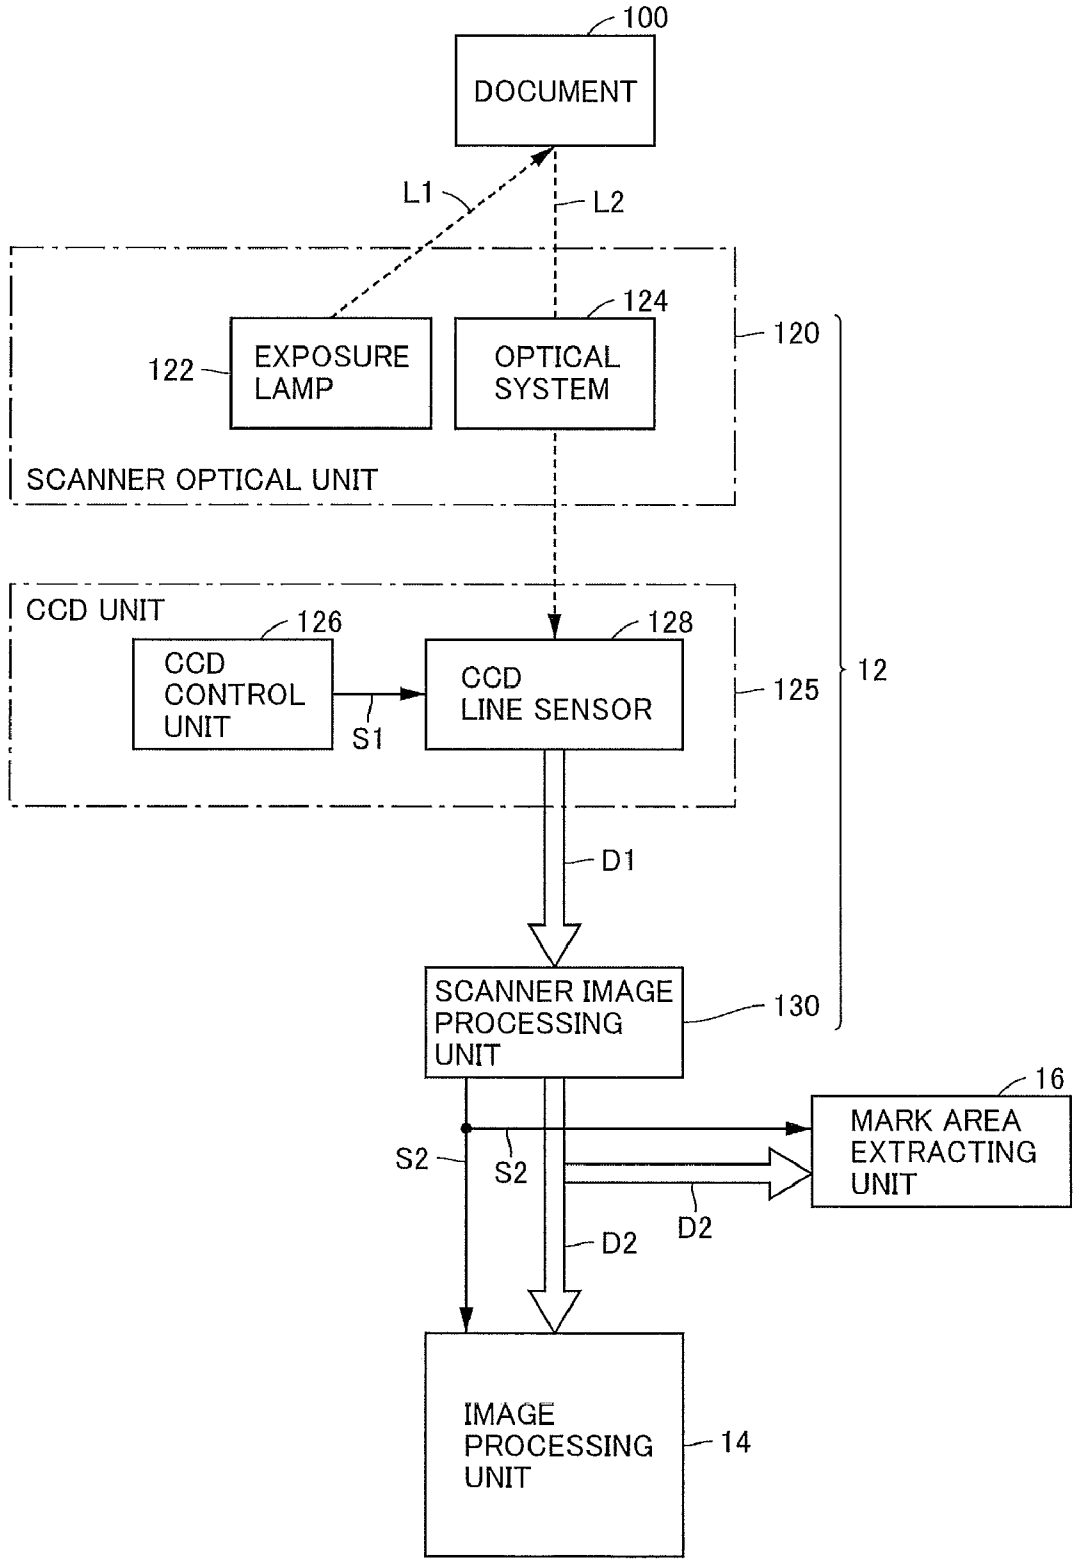 100
DOCUMENT
L1
L2
124
120
122
EXPOSURE
LAMP
OPTICAL
SYSTEM
SCANNER OPTICAL UNIT
CCD UNIT
126
128
CCD
CONTROL
UNIT
S1
CCD
LINE SENSOR
125
12
D1
SCANNER IMAGE
PROCESSING
UNIT
130
16
MARK AREA
EXTRACTING
UNIT
S2
S2
D2
D2
IMAGE
PROCESSING
UNIT
14